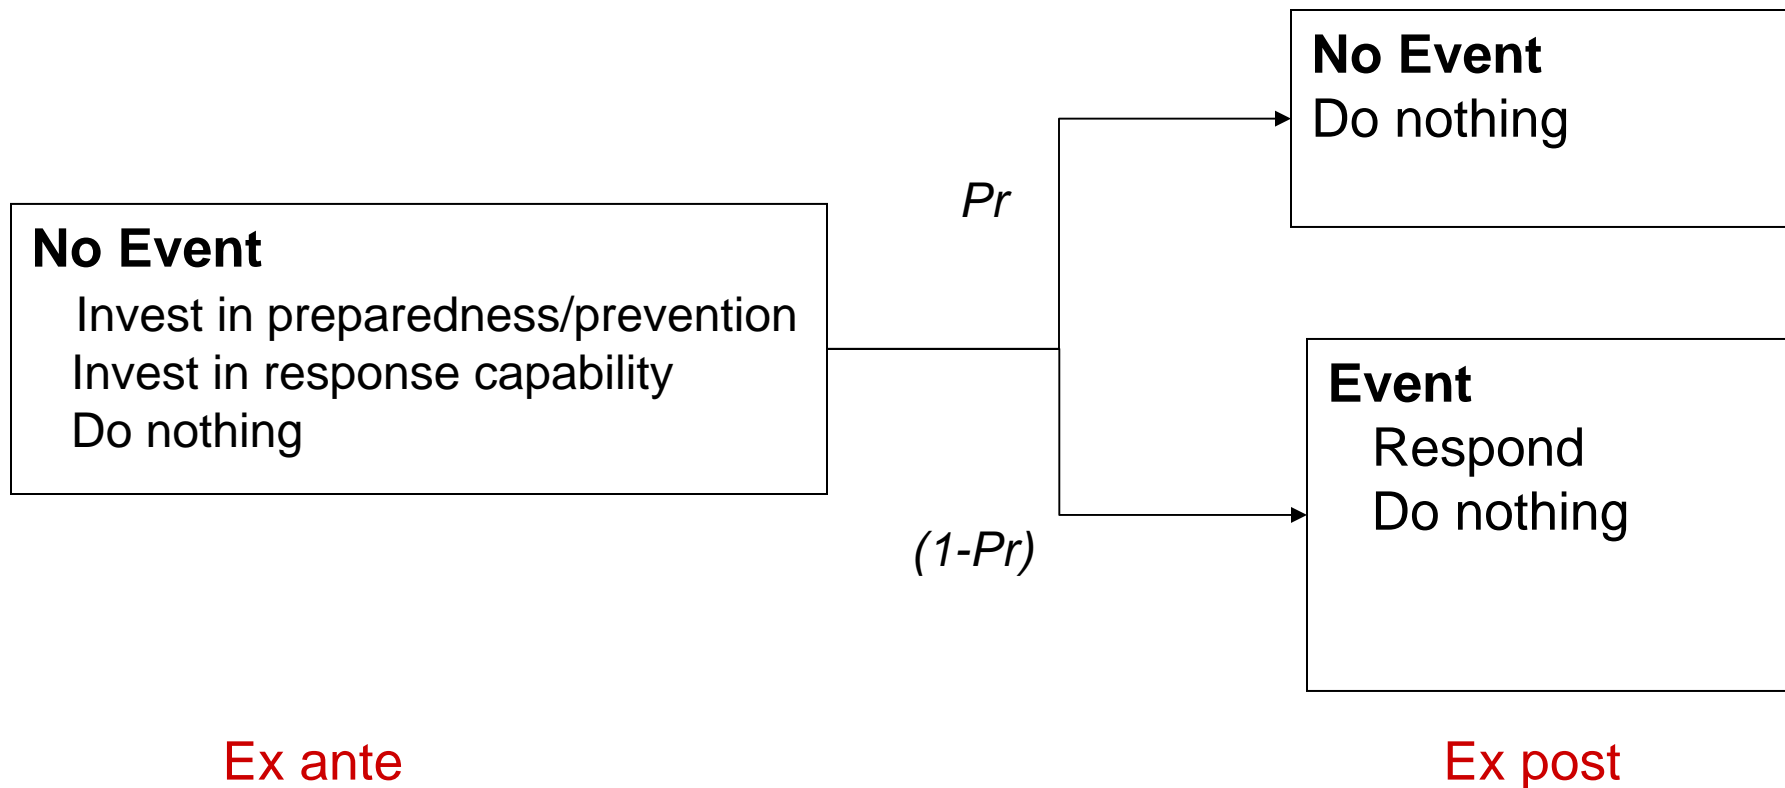 No Event
Invest in preparedness/prevention
Invest in response capability
Do nothing
Pr
(1-Pr)
No Event
Do nothing
Event
Respond
Do nothing
Ex ante
Ex post